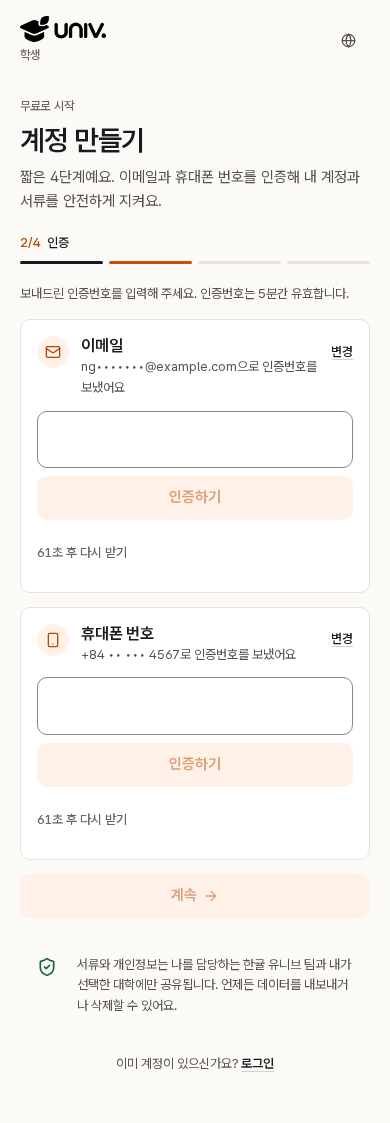 UNIV.
학생
무료로 시작
계정 만들기
짧은 4단계예요. 이메일과 휴대폰 번호를 인증해 내 계정과
서류를 안전하게 지켜요.
2/4 인증
보내드린 인증번호를 입력해 주세요. 인증번호는 5분간 유효합니다.
이메일
변경
ng•••••••@example.com으로 인증번호를
보냈어요
인증하기
61초 후 다시 받기
휴대폰 번호
변경
+84 •• ••• 4567로 인증번호를 보냈어요
인증하기
61초 후 다시 받기
계속 →
서류와 개인정보는 나를 담당하는 한귤 유니브 팀과 내가
선택한 대학에만 공유됩니다. 언제든 데이터를 내보내거
나 삭제할 수 있어요.
이미 계정이 있으신가요? 로그인